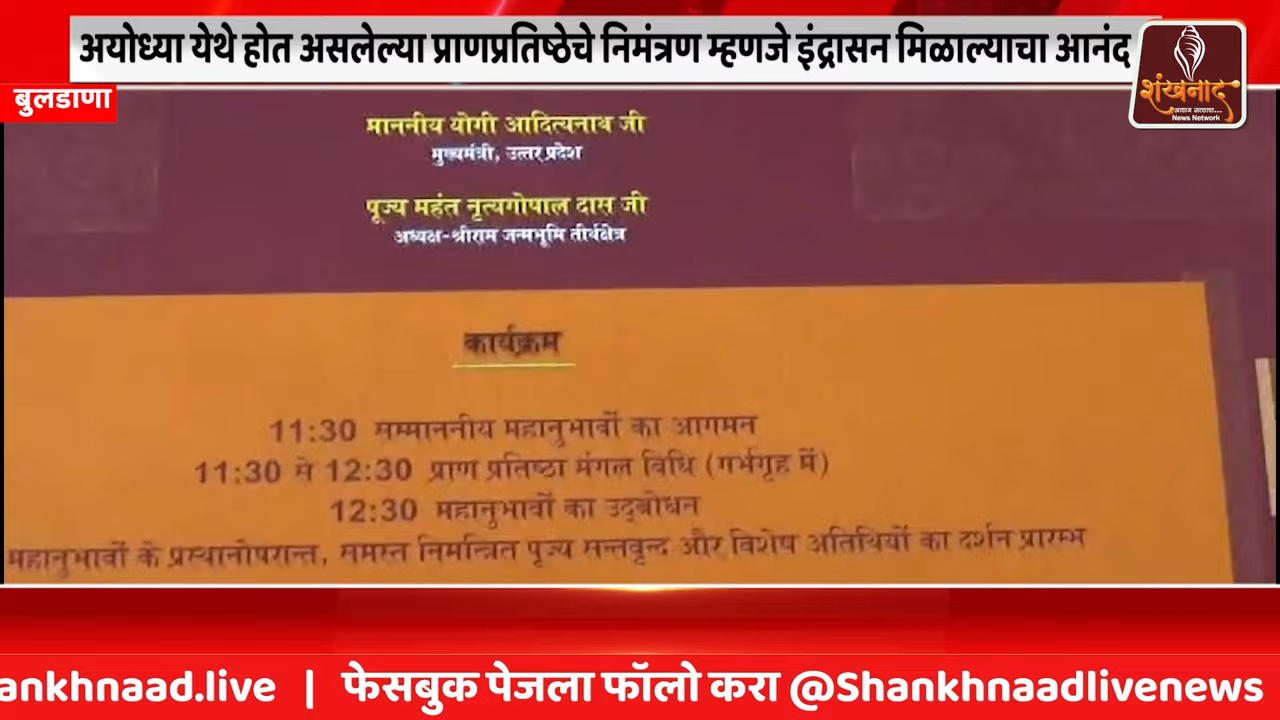 अयोध्या येथे होत असलेल्या प्राणप्रतिष्ठेचे निमंत्रण म्हणजे इंद्रासन मिळाल्याचा आनंद
शंखनाद
News Network
बुलडाणा
माननीय योगी आदित्यनाथ जी
मुख्यमंत्री, उत्तर प्रदेश
पूज्य महंत नृत्यगोपाल दास जी
अध्यक्ष-श्रीराम जन्मभूमि तीर्थक्षेत्र
कार्यक्रम
11:30 सम्माननीय महानुभावों का आगमन
11:30 से 12:30 प्राण प्रतिष्ठा मंगल विधि (गर्भगृह में)
12:30 महानुभावों का उद्बोधन
महानुभावों के प्रस्थानोपरान्त, समस्त निमन्त्रित पूज्य सन्तवृन्द और विशेष अतिथियों का दर्शन प्रारम्भ
ankhnaad.live | फेसबुक पेजला फॉलो करा @Shankhnaadlivenews